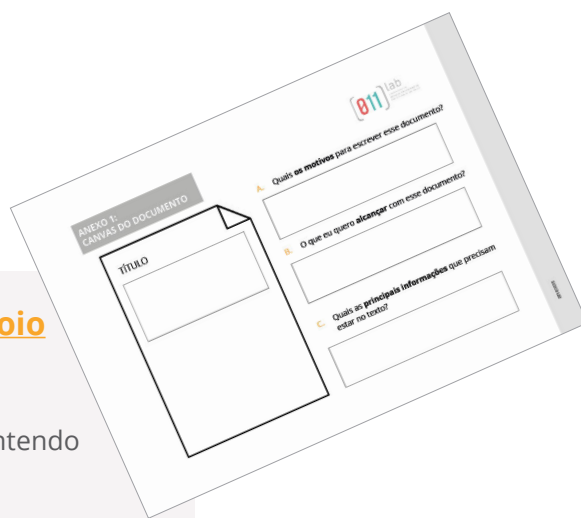 (011)lab
ANEXO 1:
CANVAS DO DOCUMENTO
TÍTULO
A. Quais os motivos para escrever esse documento?
B. O que eu quero alcançar com esse documento?
C. Quais as principais informações que precisam
estar no texto?
oio
ntendo